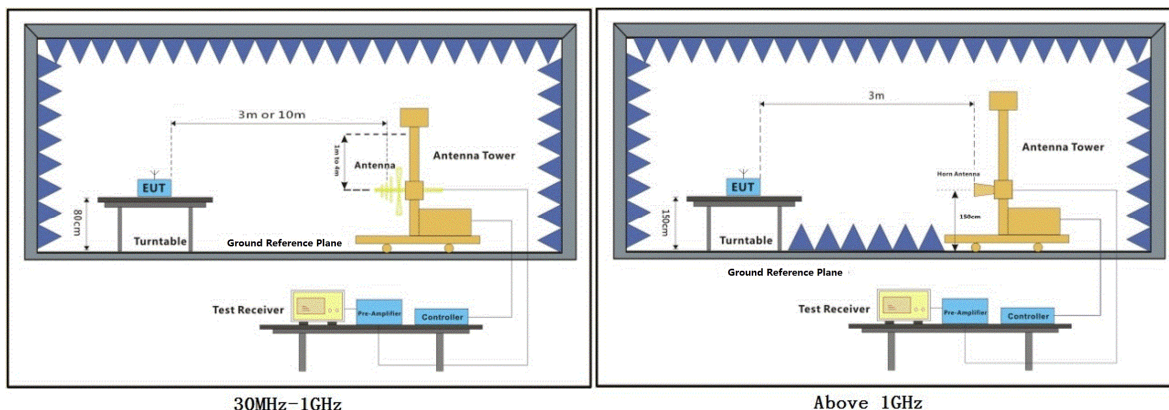 3m or 10m
1m to 4m
Antenna
Antenna Tower
EUT
80cm
Turntable
Ground Reference Plane
Test Receiver
Pre-Amplifier
Controller
30MHz-1GHz
3m
Horn Antenna
Antenna Tower
EUT
150cm
150cm
Turntable
Ground Reference Plane
Test Receiver
Pre-Amplifier
Controller
Above 1GHz